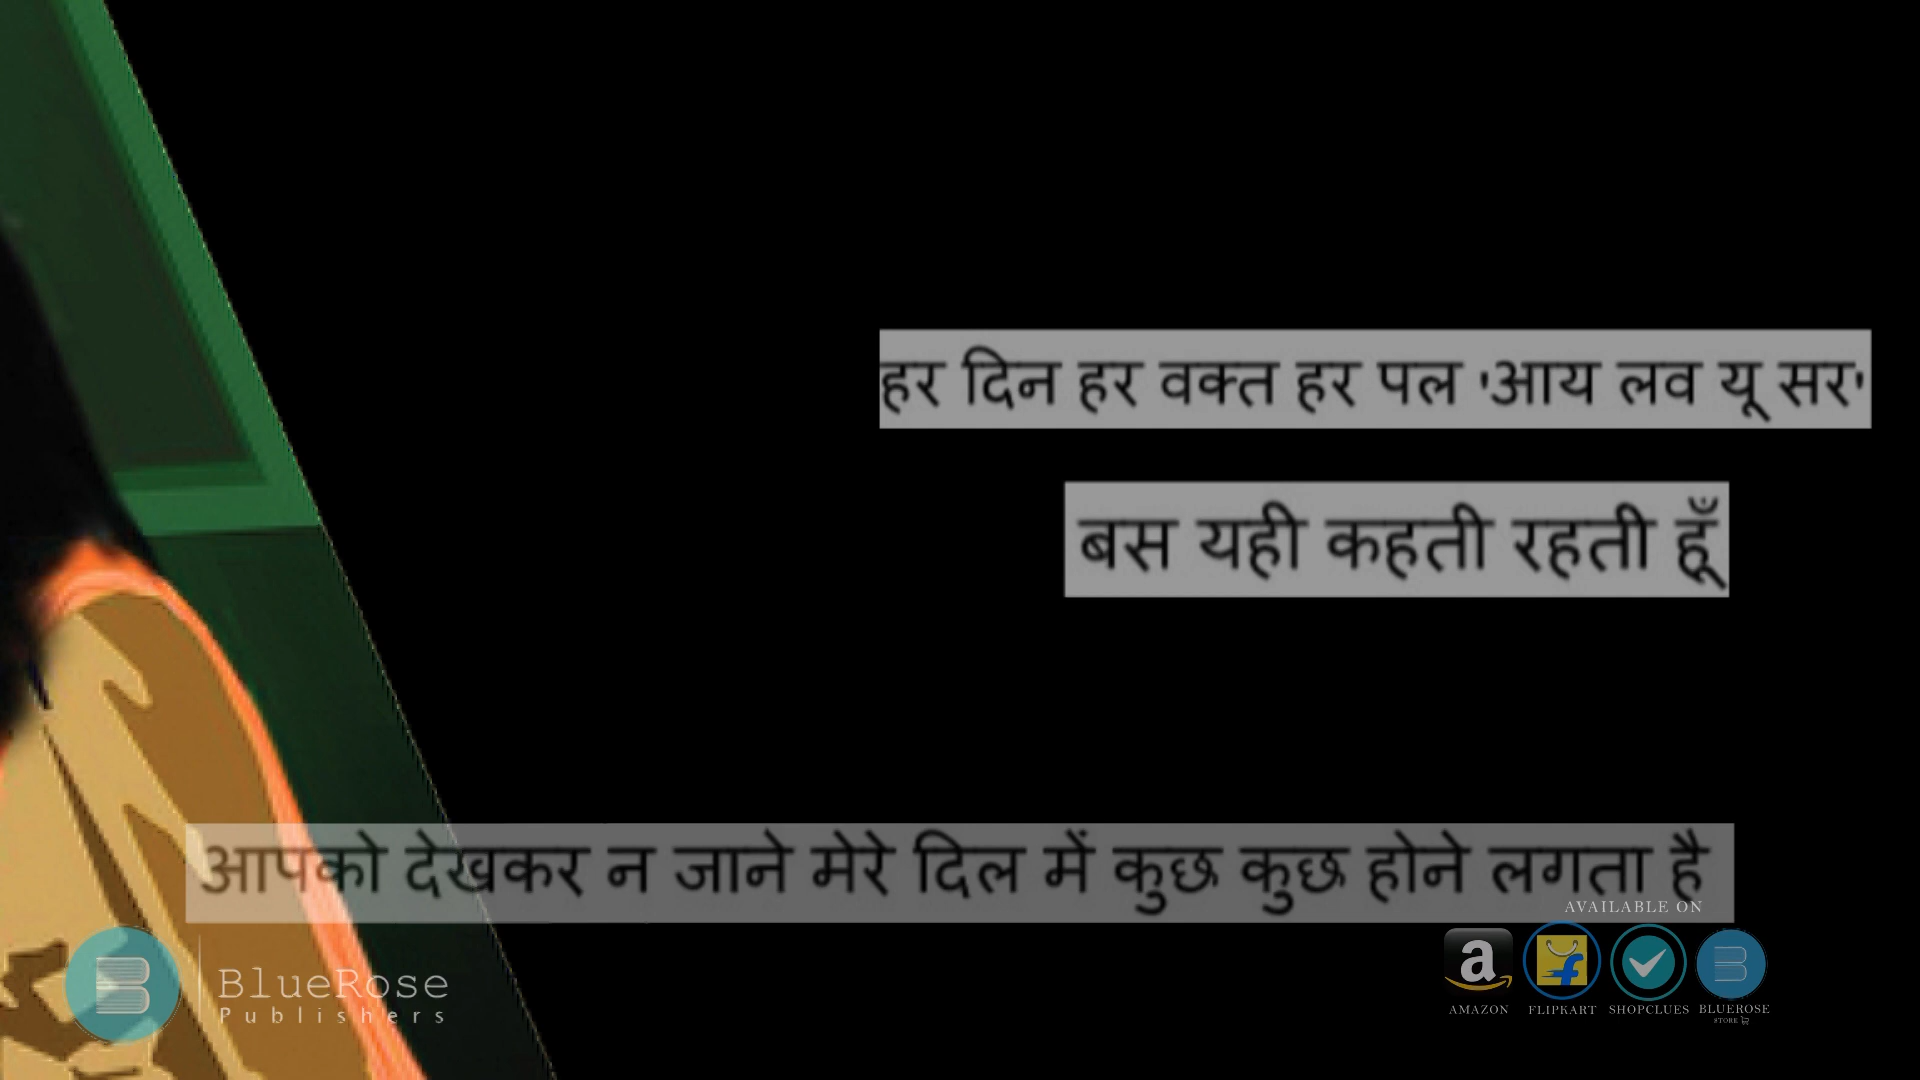 हर दिन हर वक्त हर पल 'आय लव यू सर'
बस यही कहती रहती हूँ
आपको देखकर न जाने मेरे दिल में कुछ कुछ होने लगता है
AVAILABLE ON
BlueRose
Publishers
AMAZON FLIPKART SHOPCLUES BLUEROSE
STORE